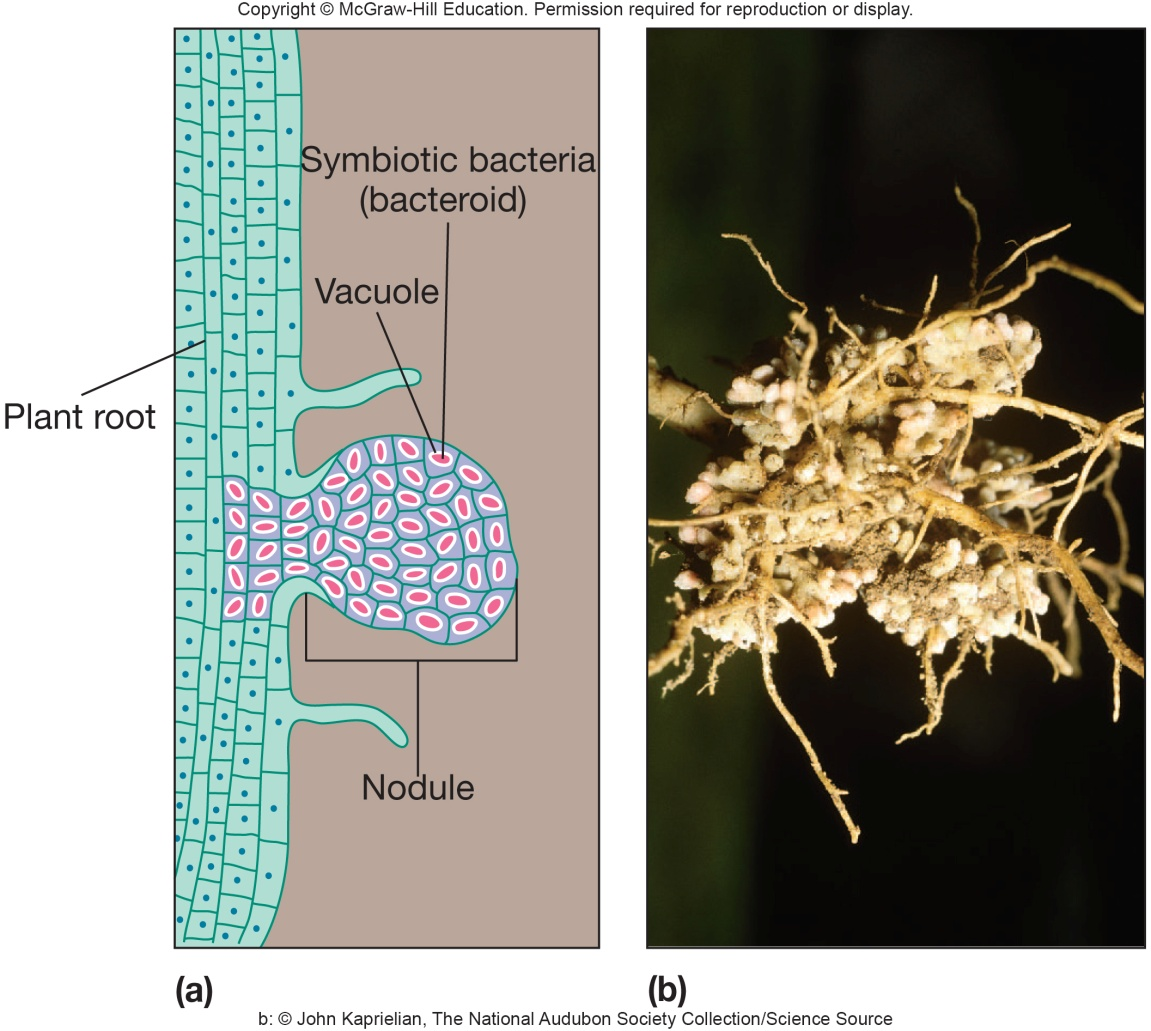 Copyright © McGraw-Hill Education. Permission required for reproduction or display.
Symbiotic bacteria
(bacteroid)
Vacuole
Plant root
Nodule
(a)
(b)
b: © John Kaprielian, The National Audubon Society Collection/Science Source